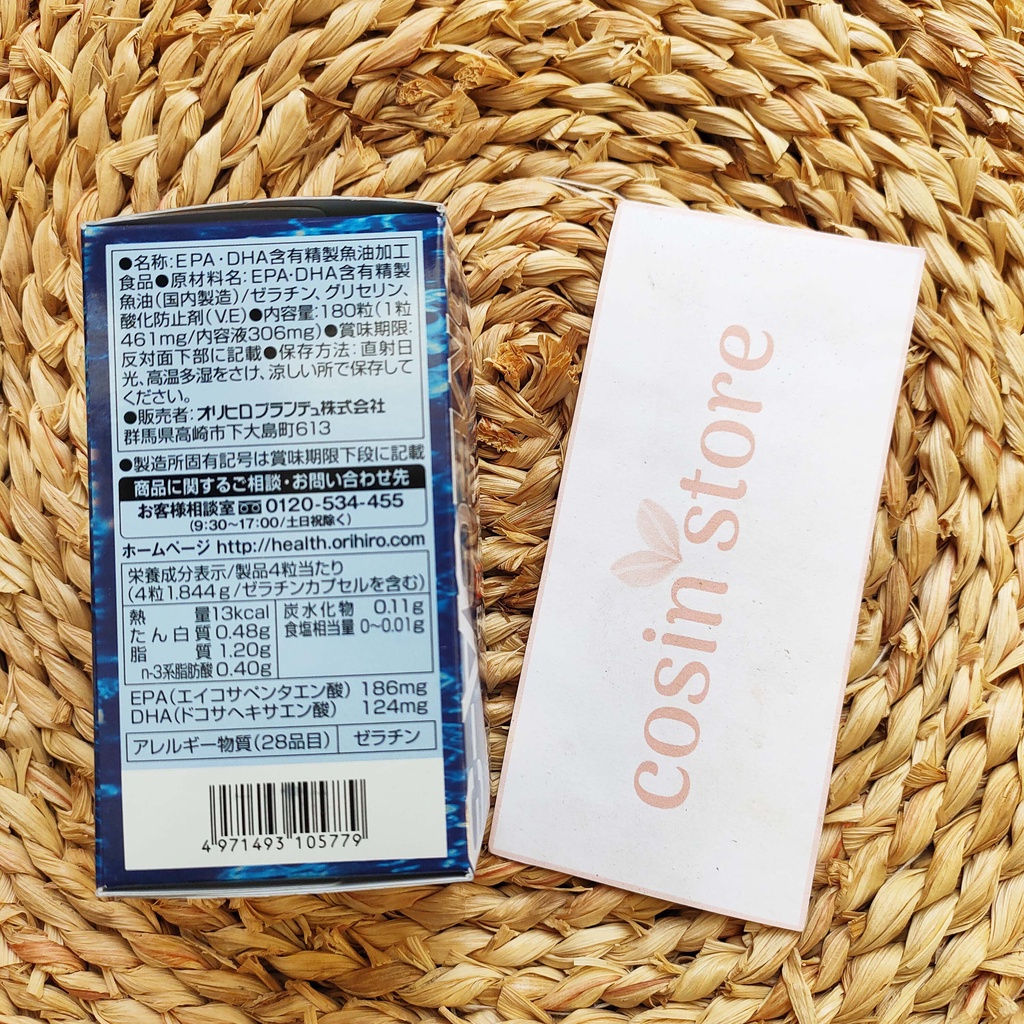 ●名称:EPA・DHA含有精製魚油加工
食品●原材料名:EPA・DHA含有精製
魚油(国内製造)/ゼラチン、グリセリン、
酸化防止剤(V.E)●内容量:180粒(1粒
461mg/内容液306mg)●賞味期限:
反対面下部に記載●保存方法:直射日
光、高温多湿をさけ、涼しい所で保存して
ください。
●販売者:オリヒロプランデュ株式会社
群馬県高崎市下大島町613
●製造所固有記号は賞味期限下段に記載
商品に関するご相談・お問い合わせ先
お客様相談室 0120-534-455
(9:30~17:00/土日祝除く)
ホームページ http://health.orihiro.com
栄養成分表示/製品4粒当たり
(4粒1.844g/ゼラチンカプセルを含む)
熱量13kcal 炭水化物 0.11g
たん白質 0.48g 食塩相当量 0~0.01g
脂質 1.20g
n-3系脂肪酸 0.40g
EPA(エイコサペンタエン酸) 186mg
DHA(ドコサヘキサエン酸) 124mg
アレルギー物質(28品目) ゼラチン
4 971493 105779
cosin store